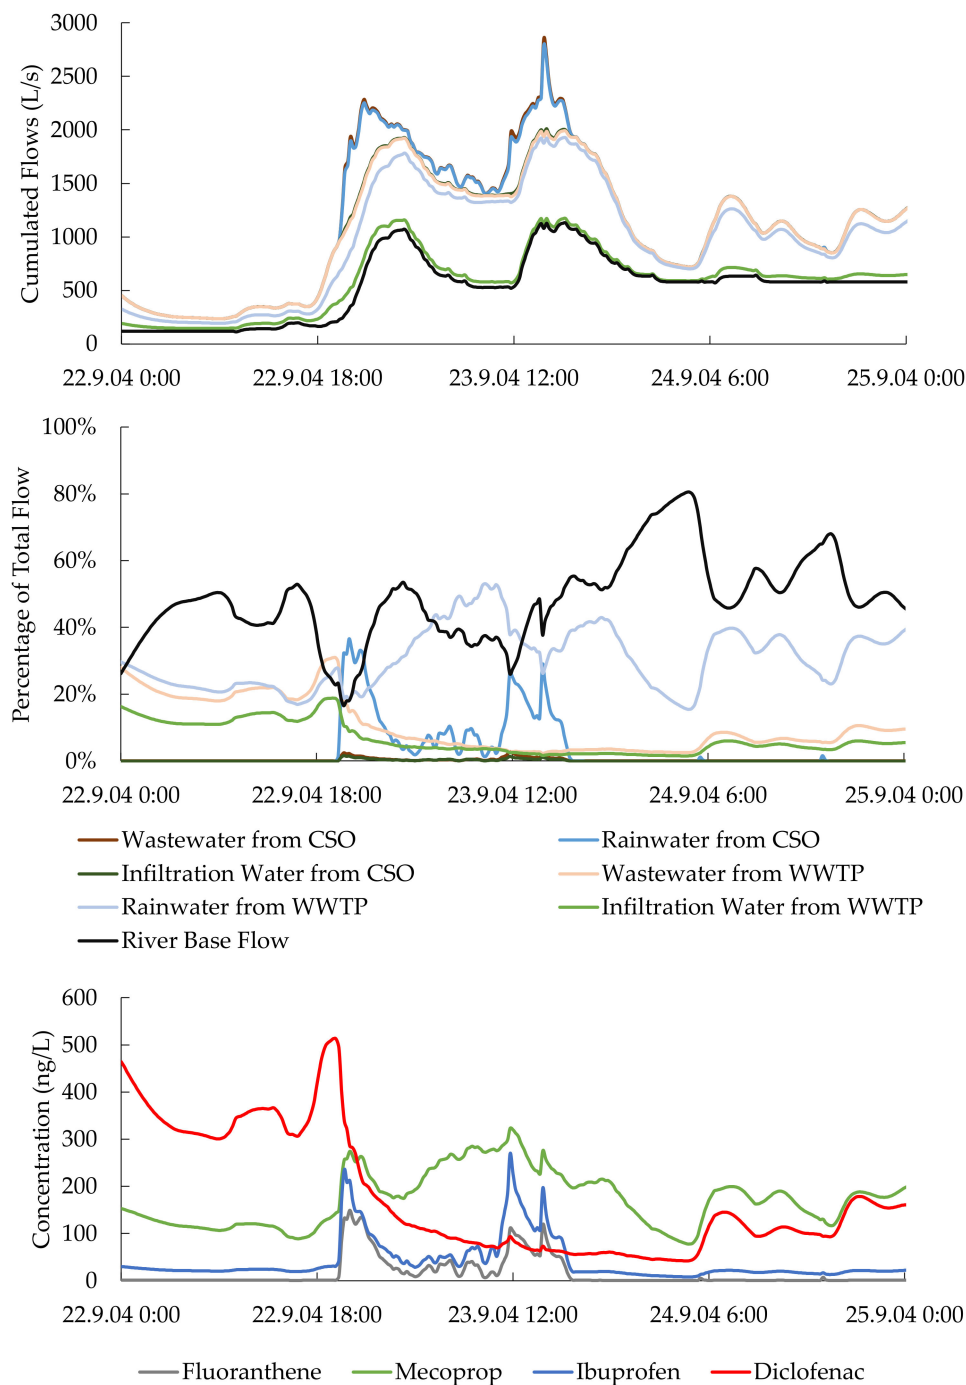 Cumulated Flows (L/s)
3000
2500
2000
1500
1000
500
0
22.9.04 0:00 22.9.04 18:00 23.9.04 12:00 24.9.04 6:00 25.9.04 0:00
Percentage of Total Flow
100%
80%
60%
40%
20%
0%
22.9.04 0:00 22.9.04 18:00 23.9.04 12:00 24.9.04 6:00 25.9.04 0:00
Wastewater from CSO Rainwater from CSO
Infiltration Water from CSO Wastewater from WWTP
Rainwater from WWTP Infiltration Water from WWTP
River Base Flow
Concentration (ng/L)
600
500
400
300
200
100
0
22.9.04 0:00 22.9.04 18:00 23.9.04 12:00 24.9.04 6:00 25.9.04 0:00
Fluoranthene Mecoprop Ibuprofen Diclofenac